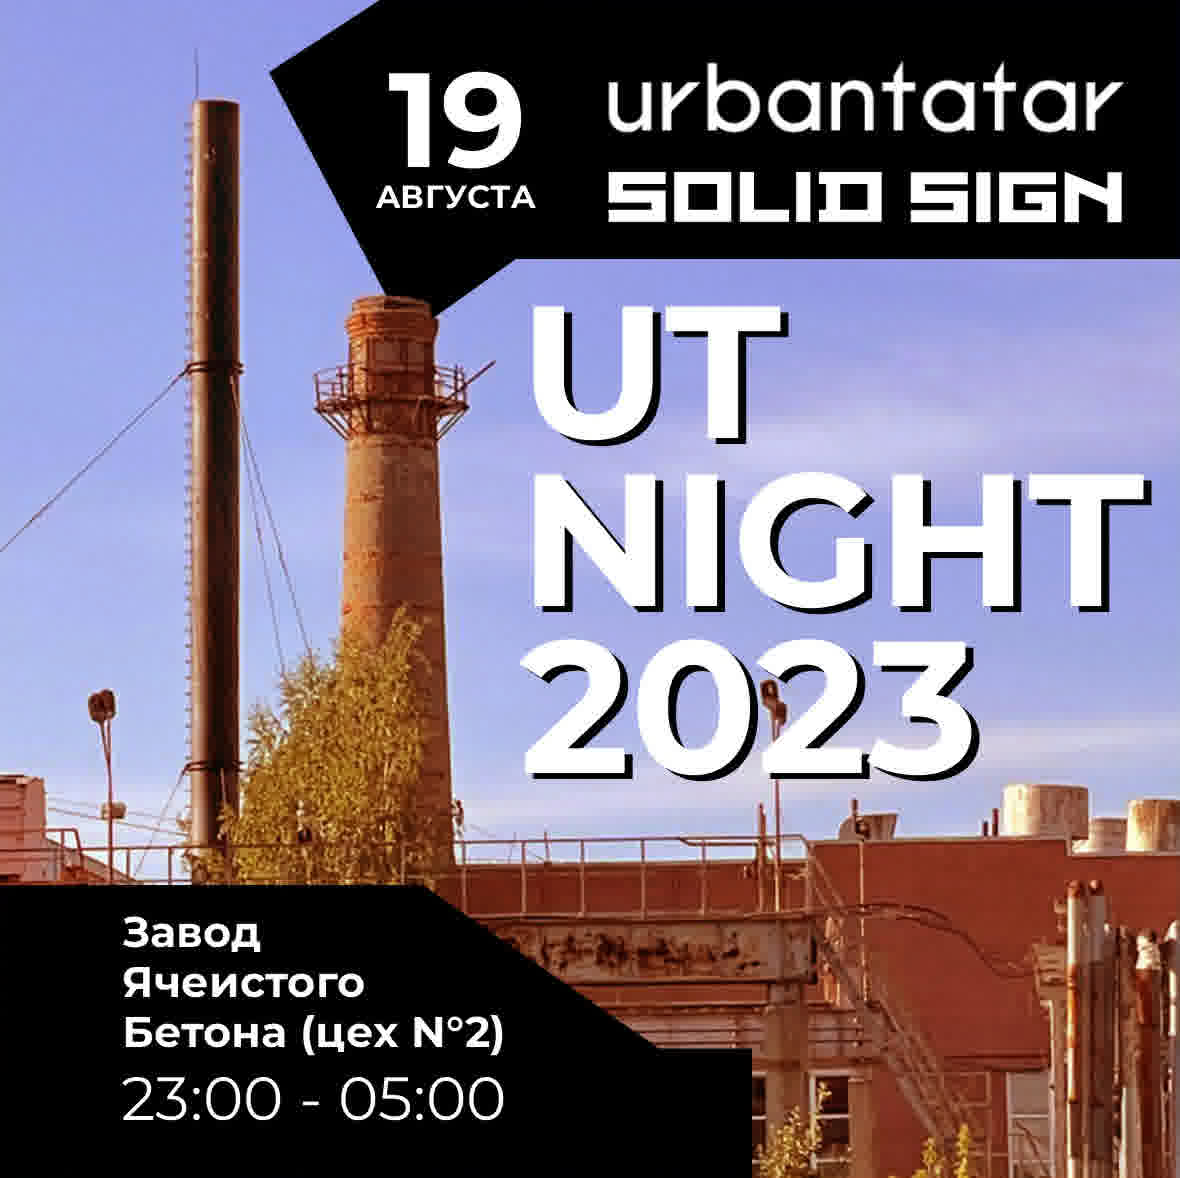 19
АВГУСТА
urbantatar
SOLID SIGN
UT
NIGHT
2023
Завод
Ячеистого
Бетона (цех N°2)
23:00 - 05:00